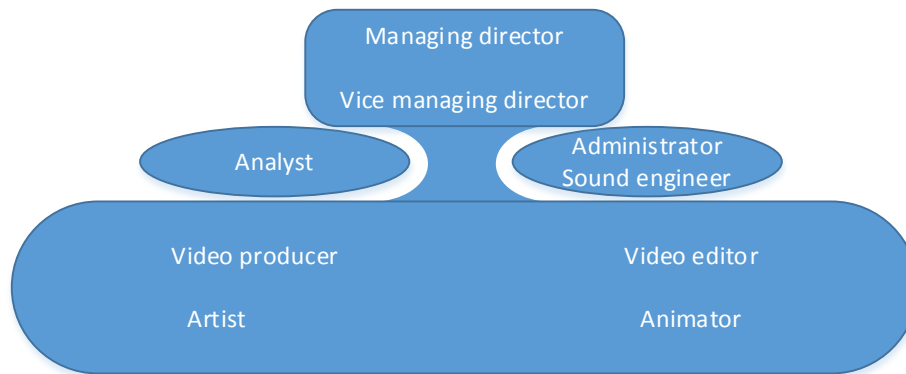 Managing director
Vice managing director
Analyst
Administrator
Sound engineer
Video producer
Video editor
Artist
Animator